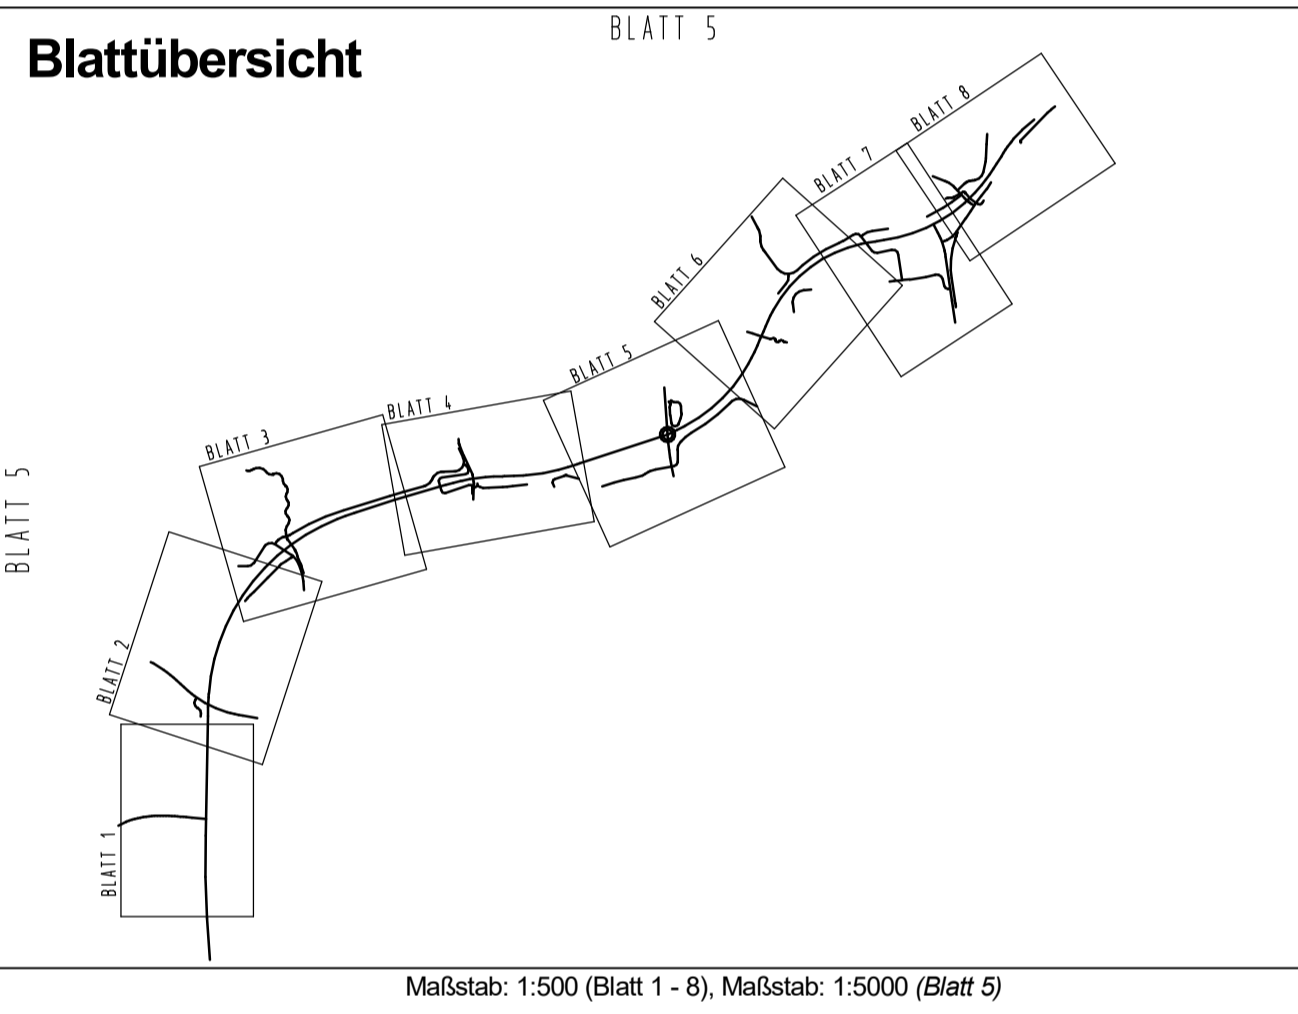 BLATT 5
Blattübersicht
BLATT 8
BLATT 7
BLATT 6
BLATT 5
BLATT 4
BLATT 3
BLATT 5
BLATT 2
BLATT 1
Maßstab: 1:500 (Blatt 1 - 8), Maßstab: 1:5000 (Blatt 5)